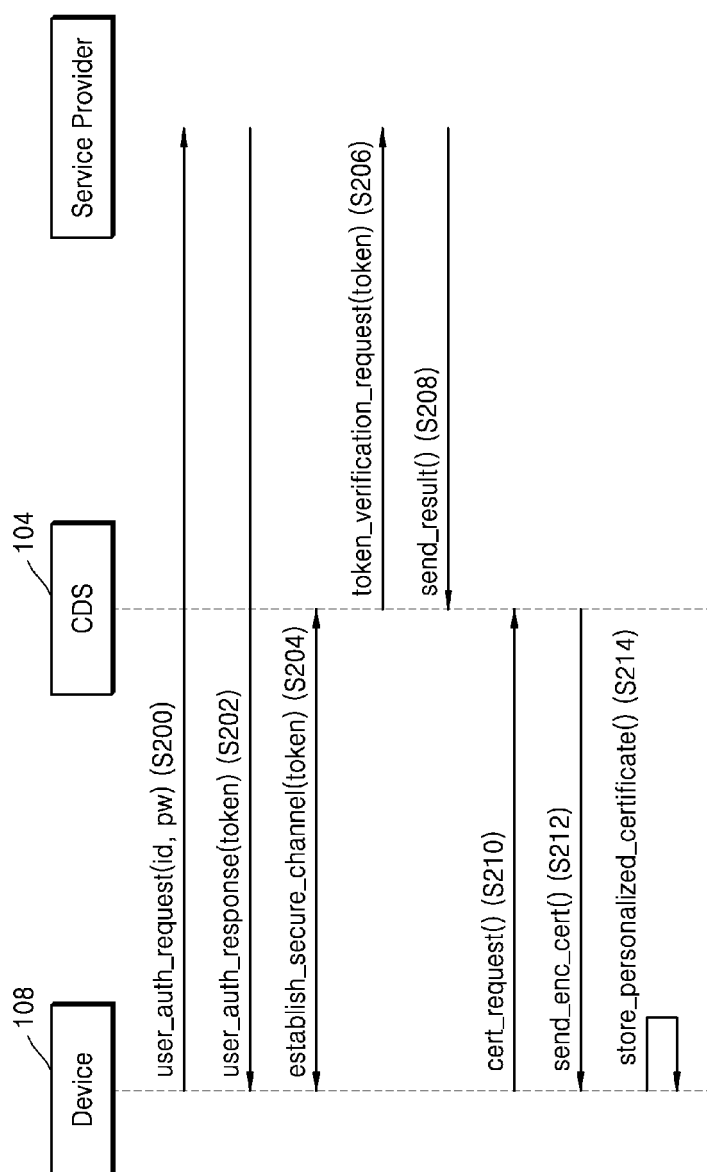 108
Device
104
CDS
Service Provider
user_auth_request(id, pw) (S200)
user_auth_response(token) (S202)
establish_secure_channel(token) (S204)
token_verification_request(token) (S206)
send_result() (S208)
cert_request() (S210)
send_enc_cert() (S212)
store_personalized_certificate() (S214)